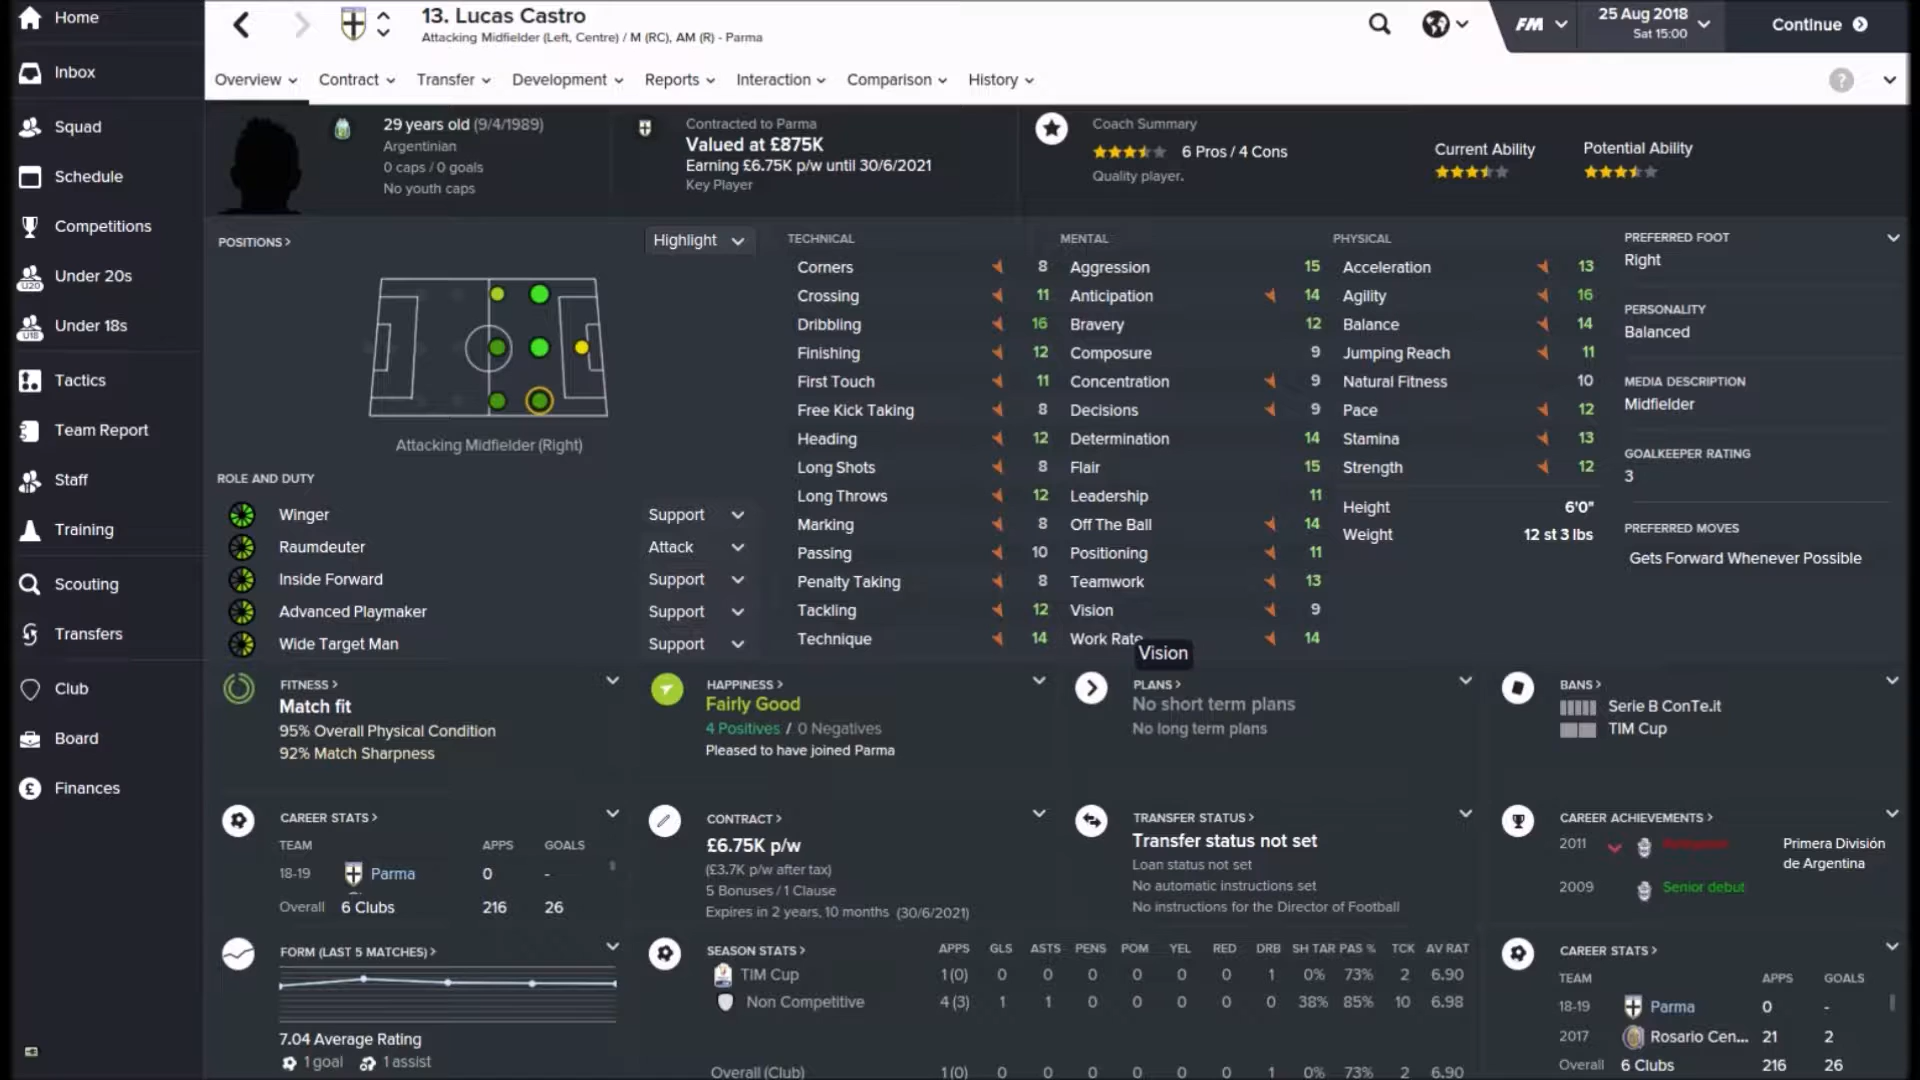 Home
Inbox
Squad
Schedule
Competitions
U20 Under 20s
U18 Under 18s
Tactics
Team Report
Staff
Training
Scouting
Transfers
Club
Board
Finances
13. Lucas Castro
Attacking Midfielder (Left, Centre) / M (RC), AM (R) - Parma
FM
25 Aug 2018
Sat 15:00
Continue
Overview Contract Transfer Development Reports Interaction Comparison History
?
29 years old (9/4/1989)
Argentinian
0 caps / 0 goals
No youth caps
Contracted to Parma
Valued at £875K
Earning £6.75K p/w until 30/6/2021
Key Player
Coach Summary
6 Pros / 4 Cons
Quality player.
Current Ability
Potential Ability
POSITIONS >
Highlight
Attacking Midfielder (Right)
ROLE AND DUTY
Winger Support
Raumdeuter Attack
Inside Forward Support
Advanced Playmaker Support
Wide Target Man Support
TECHNICAL
Corners 8
Crossing 11
Dribbling 16
Finishing 12
First Touch 11
Free Kick Taking 8
Heading 12
Long Shots 8
Long Throws 12
Marking 8
Passing 10
Penalty Taking 8
Tackling 12
Technique 14
MENTAL
Aggression 15
Anticipation 14
Bravery 12
Composure 9
Concentration 9
Decisions 9
Determination 14
Flair 15
Leadership 11
Off The Ball 14
Positioning 11
Teamwork 13
Vision 9
Work Rate 14
Vision
PHYSICAL
Acceleration 13
Agility 16
Balance 14
Jumping Reach 11
Natural Fitness 10
Pace 12
Stamina 13
Strength 12
Height 6'0"
Weight 12 st 3 lbs
PREFERRED FOOT
Right
PERSONALITY
Balanced
MEDIA DESCRIPTION
Midfielder
GOALKEEPER RATING
3
PREFERRED MOVES
Gets Forward Whenever Possible
FITNESS >
Match fit
95% Overall Physical Condition
92% Match Sharpness
HAPPINESS >
Fairly Good
4 Positives / 0 Negatives
Pleased to have joined Parma
PLANS >
No short term plans
No long term plans
BANS >
Serie B ConTe.it
TIM Cup
CAREER STATS >
TEAM APPS GOALS
18-19 Parma 0 -
Overall 6 Clubs 216 26
CONTRACT >
£6.75K p/w
(£3.7K p/w after tax)
5 Bonuses / 1 Clause
Expires in 2 years, 10 months (30/6/2021)
TRANSFER STATUS >
Transfer status not set
Loan status not set
No automatic instructions set
No instructions for the Director of Football
CAREER ACHIEVEMENTS >
2011 Primera División
de Argentina
2009 Senior debut
FORM (LAST 5 MATCHES) >
7.04 Average Rating
1 goal 1 assist
SEASON STATS > APPS GLS ASTS PENS POM YEL RED DRB SH TAR PAS % TCK AV RAT
TIM Cup 1 (0) 0 0 0 0 0 0 1 0% 73% 2 6.90
Non Competitive 4 (3) 1 1 0 0 0 0 0 38% 85% 10 6.98
Overall (Club) 1 (0) 0 0 0 0 0 0 1 0% 73% 2 6.90
CAREER STATS >
TEAM APPS GOALS
18-19 Parma 0 -
2017 Rosario Cen... 21 2
Overall 6 Clubs 216 26